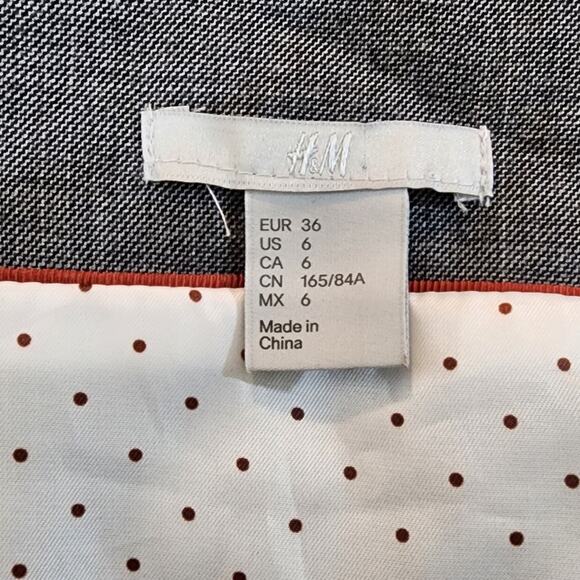 H&M
EUR 36
US 6
CA 6
CN 165/84A
MX 6
Made in
China